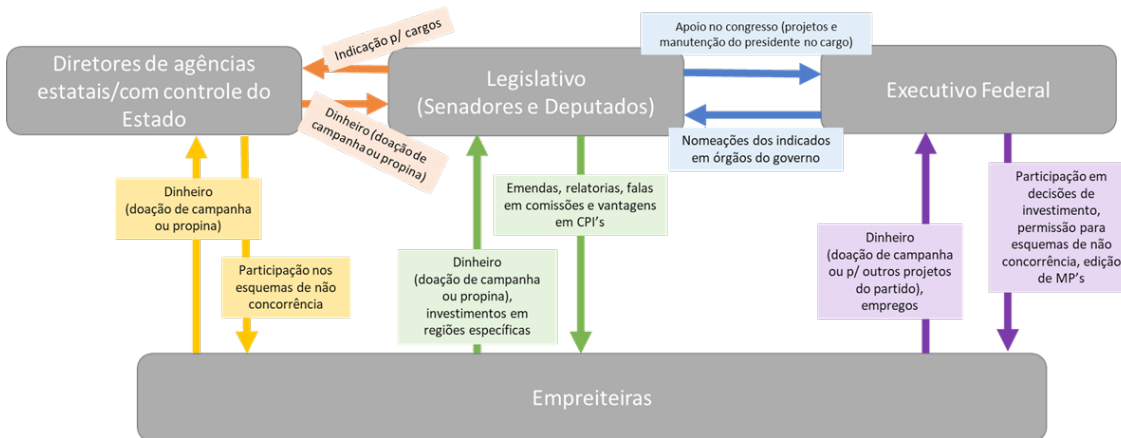 Indicação p/ cargos
Apoio no congresso (projetos e
manutenção do presidente no cargo)
Diretores de agências
estatais/com controle do
Estado
Legislativo
(Senadores e Deputados)
Executivo Federal
Dinheiro (doação de
campanha ou propina)
Nomeações dos indicados
em órgãos do governo
Dinheiro
(doação de campanha
ou propina)
Emendas, relatorias, falas
em comissões e vantagens
em CPI's
Participação em
decisões de
investimento,
permissão para
esquemas de não
concorrência, edição
de MP's
Participação nos
esquemas de não
concorrência
Dinheiro
(doação de campanha
ou propina),
investimentos em
regiões específicas
Dinheiro
(doação de campanha
ou p/ outros projetos
do partido),
empregos
Empreiteiras